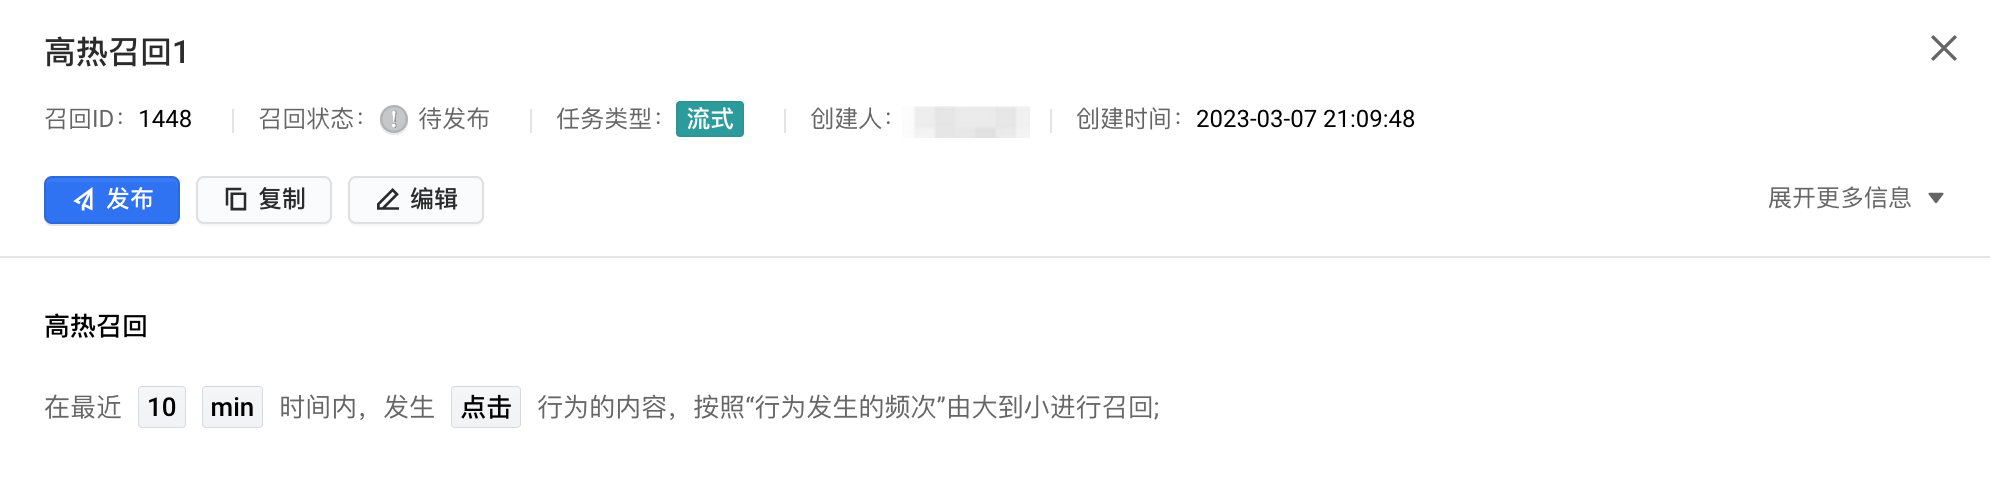 高热召回1
召回ID： 1448 召回状态： 待发布 任务类型： 流式 创建人： 创建时间： 2023-03-07 21:09:48
发布 复制 编辑 展开更多信息
高热召回
在最近 10 min 时间内，发生 点击 行为的内容，按照“行为发生的频次”由大到小进行召回;